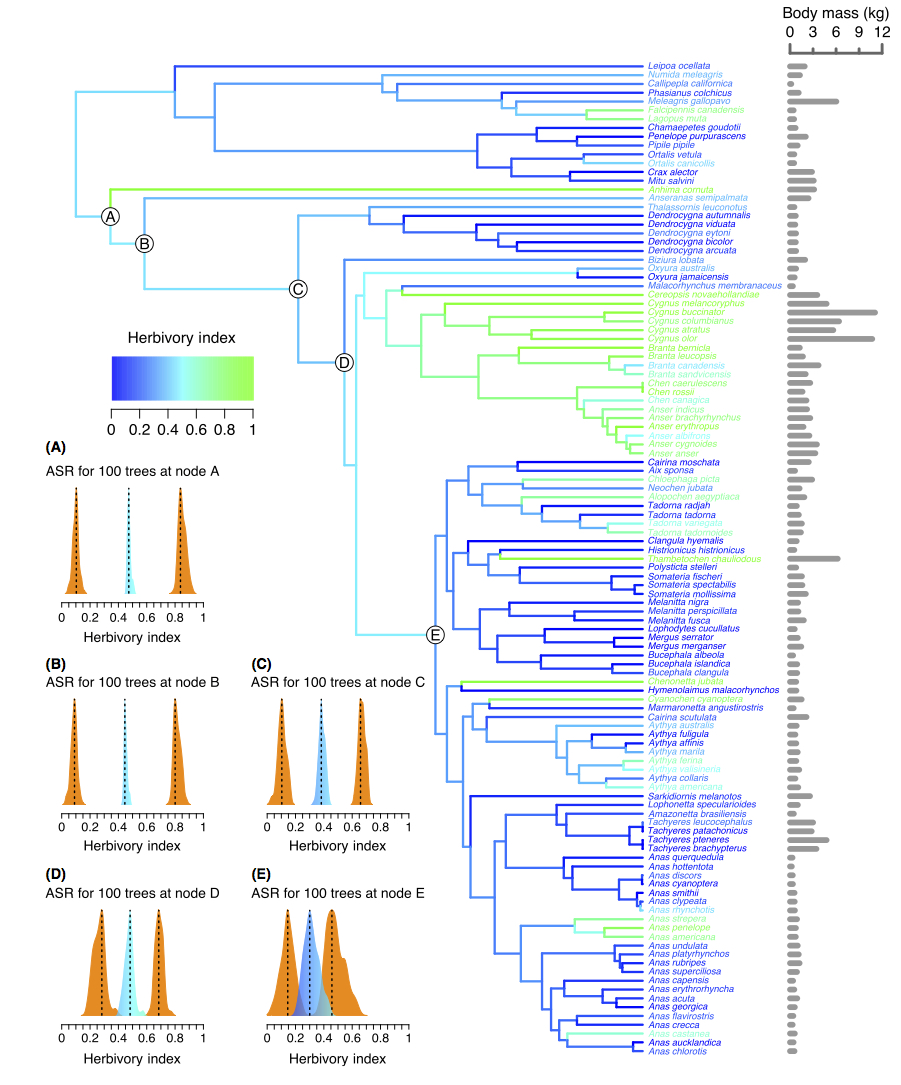 Body mass (kg)
0 3 6 9 12
Leipoa ocellata
Numida meleagris
Callipepla californica
Phasianus colchicus
Meleagris gallopavo
Falcipennis canadensis
Lagopus muta
Chamaepetes goudotii
Penelope purpurascens
Pipile pipile
Ortalis vetula
Ortalis canicollis
Crax alector
Mitu salvini
Anhima cornuta
A
Anseranas semipalmata
B
Thalassornis leuconotus
Dendrocygna autumnalis
Dendrocygna viduata
Dendrocygna eytoni
Dendrocygna bicolor
Dendrocygna arcuata
C
Biziura lobata
Oxyura australis
Oxyura jamaicensis
Malacorhynchus membranaceus
Cereopsis novaehollandiae
Cygnus melancoryphus
Cygnus buccinator
Cygnus columbianus
Cygnus atratus
Cygnus olor
Branta bernicla
Branta leucopsis
Branta canadensis
Branta sandvicensis
D
Chen caerulescens
Chen rossii
Chen canagica
Anser indicus
Anser brachyrhynchus
Anser erythropus
Anser albifrons
Anser cygnoides
Anser anser
Herbivory index
0 0.2 0.4 0.6 0.8 1
Cairina moschata
Aix sponsa
Chloephaga picta
Neochen jubata
Alopochen aegyptiaca
Tadorna radjah
Tadorna tadorna
Tadorna variegata
Tadorna tadornoides
Clangula hyemalis
Histrionicus histrionicus
Thambetochen chauliodous
Polysticta stelleri
Somateria fischeri
Somateria spectabilis
Somateria mollissima
Melanitta nigra
Melanitta perspicillata
Melanitta fusca
Lophodytes cucullatus
Mergus serrator
Mergus merganser
Bucephala albeola
Bucephala islandica
Bucephala clangula
E
Chenonetta jubata
Hymenolaimus malacorhynchos
Cyanochen cyanoptera
Marmaronetta angustirostris
Cairina scutulata
Aythya australis
Aythya fuligula
Aythya affinis
Aythya marila
Aythya ferina
Aythya valisineria
Aythya collaris
Aythya americana
Sarkidiornis melanotos
Lophonetta specularioides
Amazonetta brasiliensis
Tachyeres leucocephalus
Tachyeres patachonicus
Tachyeres pteneres
Tachyeres brachypterus
Anas querquedula
Anas hottentota
Anas discors
Anas cyanoptera
Anas smithii
Anas clypeata
Anas rhynchotis
Anas strepera
Anas penelope
Anas americana
Anas undulata
Anas platyrhynchos
Anas rubripes
Anas superciliosa
Anas capensis
Anas erythrorhyncha
Anas acuta
Anas georgica
Anas flavirostris
Anas crecca
Anas castanea
Anas aucklandica
Anas chlorotis
(A)
ASR for 100 trees at node A
0 0.2 0.4 0.6 0.8 1
Herbivory index
(B)
ASR for 100 trees at node B
0 0.2 0.4 0.6 0.8 1
Herbivory index
(C)
ASR for 100 trees at node C
0 0.2 0.4 0.6 0.8 1
Herbivory index
(D)
ASR for 100 trees at node D
0 0.2 0.4 0.6 0.8 1
Herbivory index
(E)
ASR for 100 trees at node E
0 0.2 0.4 0.6 0.8 1
Herbivory index